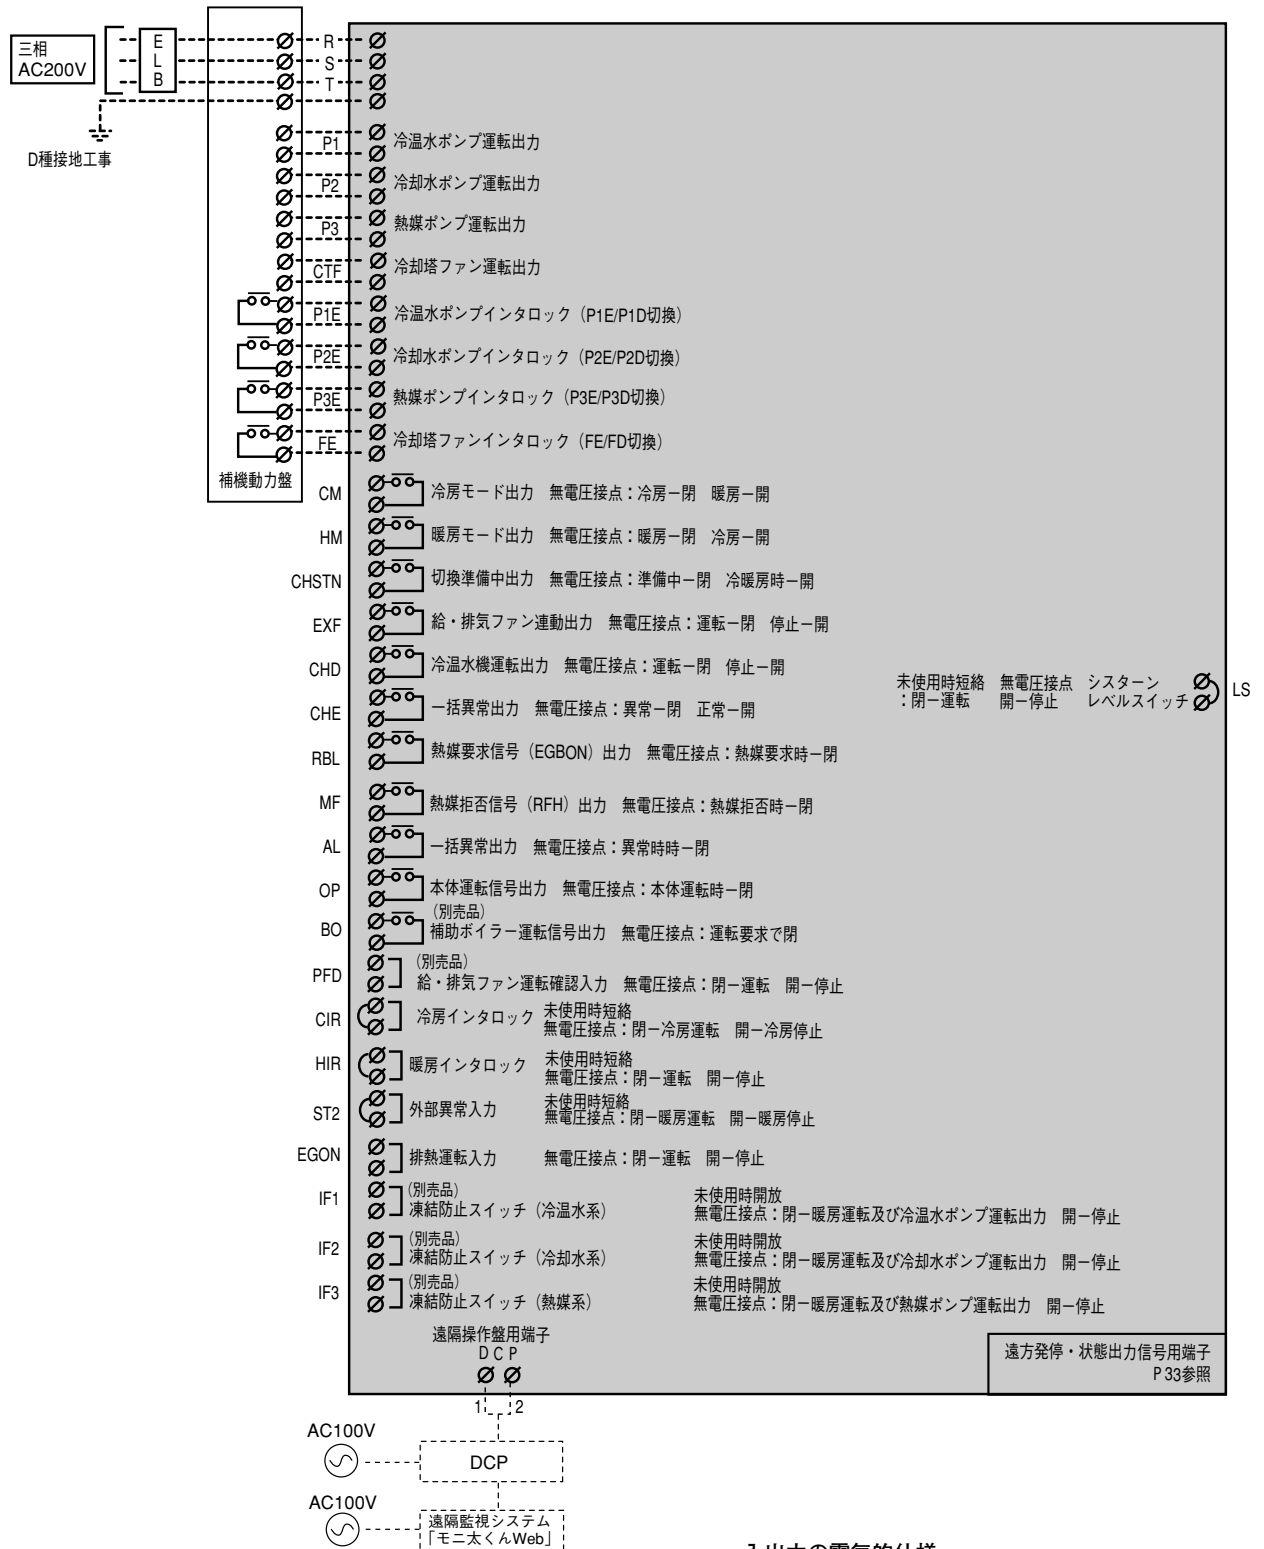 三相
AC200V
E
L
B
R
S
T
D種接地工事
P1
冷温水ポンプ運転出力
P2
冷却水ポンプ運転出力
P3
熱媒ポンプ運転出力
CTF
冷却塔ファン運転出力
P1E
冷温水ポンプインタロック（P1E/P1D切換）
P2E
冷却水ポンプインタロック（P2E/P2D切換）
P3E
熱媒ポンプインタロック（P3E/P3D切換）
FE
冷却塔ファンインタロック（FE/FD切換）
補機動力盤
CM
冷房モード出力　無電圧接点：冷房ー閉　暖房ー開
HM
暖房モード出力　無電圧接点：暖房ー閉　冷房ー開
CHSTN
切換準備中出力　無電圧接点：準備中ー閉　冷暖房時ー開
EXF
給・排気ファン連動出力　無電圧接点：運転ー閉　停止ー開
CHD
冷温水機運転出力　無電圧接点：運転ー閉　停止ー開
未使用時短絡　無電圧接点　シスターン
：閉ー運転　開ー停止　レベルスイッチ
LS
CHE
一括異常出力　無電圧接点：異常ー閉　正常ー開
RBL
熱媒要求信号（EGBON）出力　無電圧接点：熱媒要求時ー閉
MF
熱媒拒否信号（RFH）出力　無電圧接点：熱媒拒否時ー閉
AL
一括異常出力　無電圧接点：異常時時ー閉
OP
本体運転信号出力　無電圧接点：本体運転時ー閉
BO
（別売品）
補助ボイラー運転信号出力　無電圧接点：運転要求で閉
PFD
（別売品）
給・排気ファン運転確認入力　無電圧接点：閉ー運転　開ー停止
CIR
冷房インタロック　未使用時短絡
無電圧接点：閉ー冷房運転　開ー冷房停止
HIR
暖房インタロック　未使用時短絡
無電圧接点：閉ー運転　開ー停止
ST2
外部異常入力　未使用時短絡
無電圧接点：閉ー暖房運転　開ー暖房停止
EGON
排熱運転入力　無電圧接点：閉ー運転　開ー停止
IF1
（別売品）　未使用時開放
凍結防止スイッチ（冷温水系）　無電圧接点：閉ー暖房運転及び冷温水ポンプ運転出力　開ー停止
IF2
（別売品）　未使用時開放
凍結防止スイッチ（冷却水系）　無電圧接点：閉ー暖房運転及び冷却水ポンプ運転出力　開ー停止
IF3
（別売品）　未使用時開放
凍結防止スイッチ（熱媒系）　無電圧接点：閉ー暖房運転及び熱媒ポンプ運転出力　開ー停止
遠隔操作盤用端子
D C P
遠方発停・状態出力信号用端子
P 33参照
1 2
AC100V
DCP
AC100V
遠隔監視システム
「モニ太くんWeb」
入出力の電気的仕様